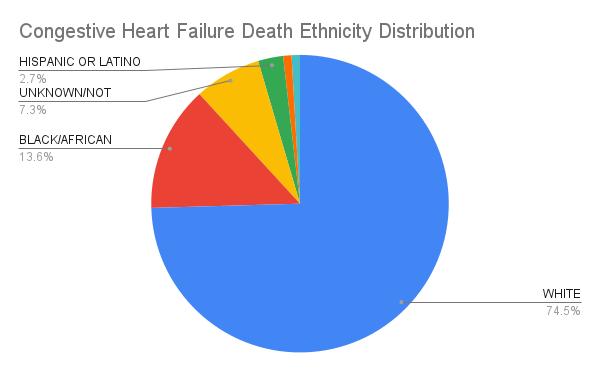 Congestive Heart Failure Death Ethnicity Distribution
HISPANIC OR LATINO
2.7%
UNKNOWN/NOT
7.3%
BLACK/AFRICAN
13.6%
WHITE
74.5%